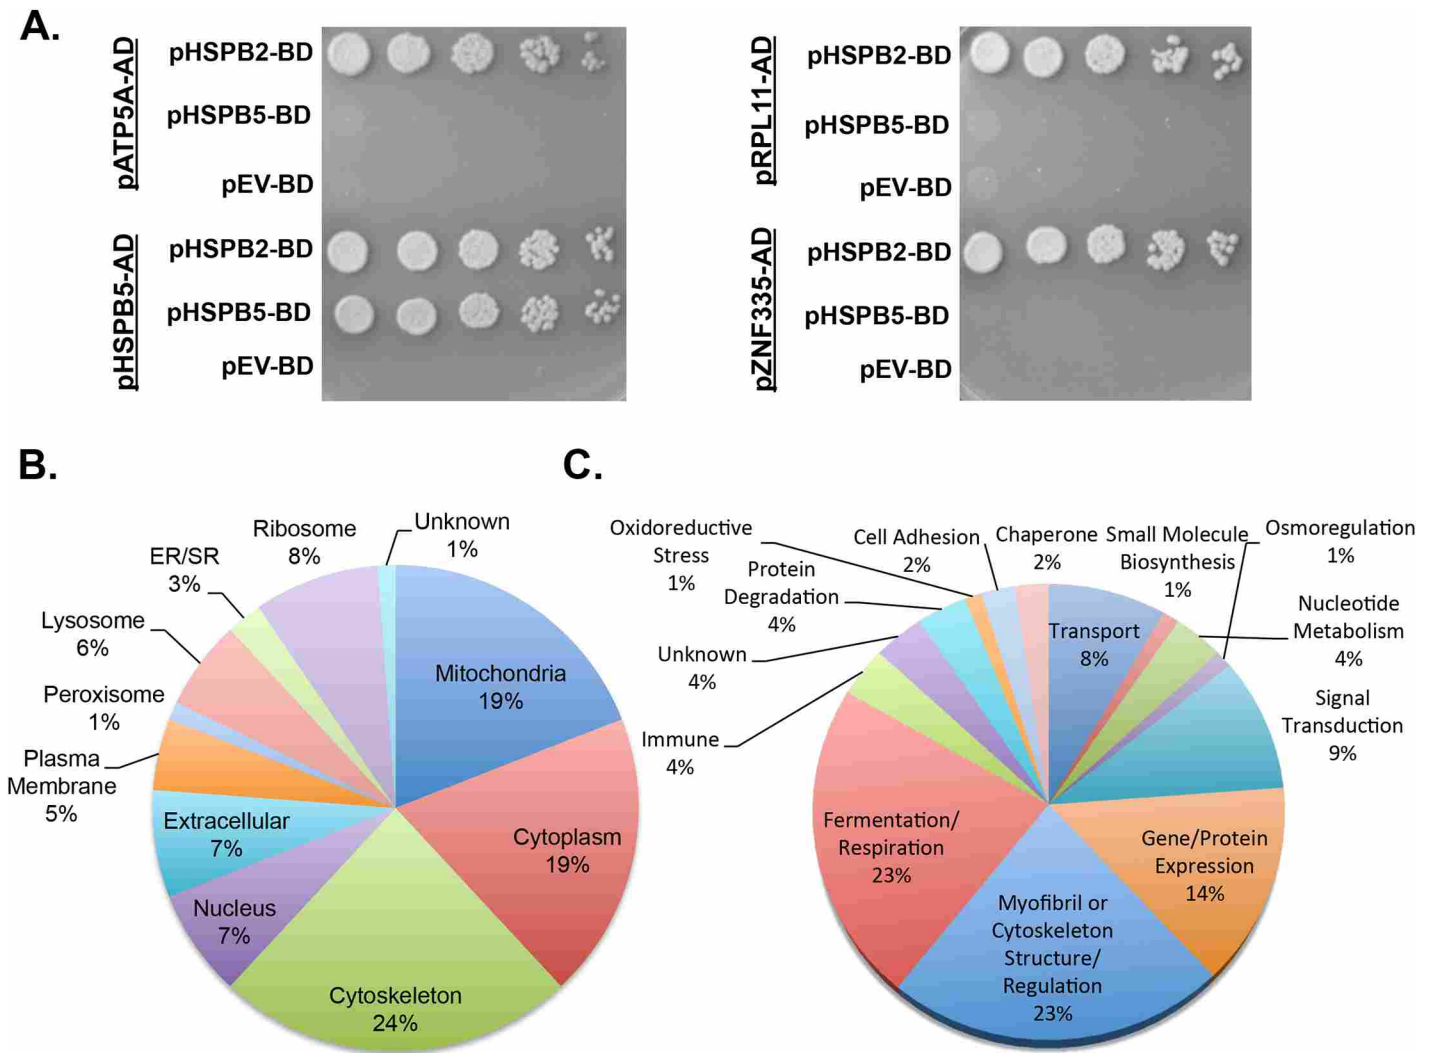 A.
pATP5A-AD
pHSPB2-BD
pHSPB5-BD
pEV-BD
pHSPB5-AD
pHSPB2-BD
pHSPB5-BD
pEV-BD
pRPL11-AD
pHSPB2-BD
pHSPB5-BD
pEV-BD
pZNF335-AD
pHSPB2-BD
pHSPB5-BD
pEV-BD
B.
Unknown
1%
Ribosome
8%
ER/SR
3%
Lysosome
6%
Peroxisome
1%
Plasma
Membrane
5%
Extracellular
7%
Nucleus
7%
Cytoskeleton
24%
Cytoplasm
19%
Mitochondria
19%
C.
Oxidoreductive
Stress
1%
Cell Adhesion
2%
Chaperone
2%
Small Molecule
Biosynthesis
1%
Osmoregulation
1%
Protein
Degradation
4%
Transport
8%
Nucleotide
Metabolism
4%
Unknown
4%
Signal
Transduction
9%
Immune
4%
Fermentation/
Respiration
23%
Gene/Protein
Expression
14%
Myofibril or
Cytoskeleton
Structure/
Regulation
23%